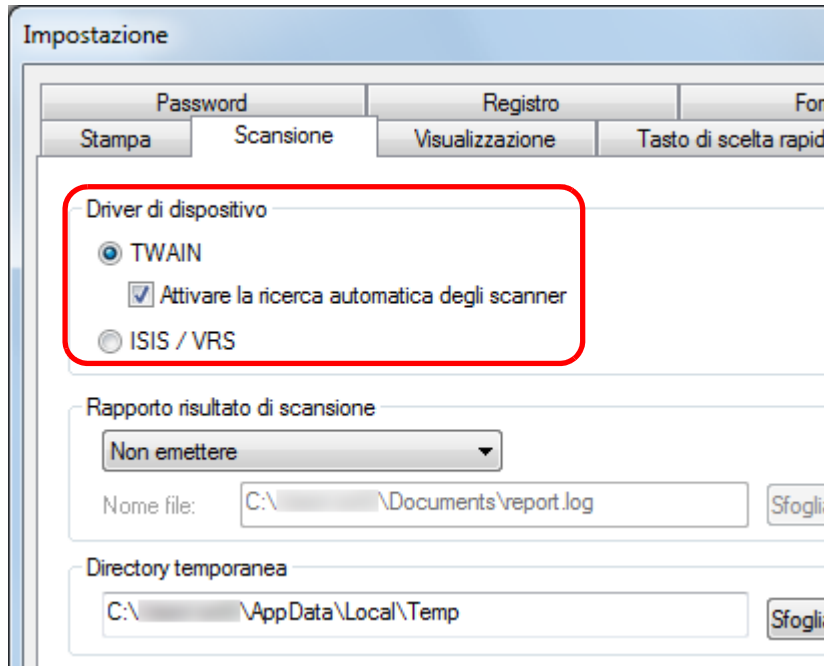 Impostazione
Password Registro
Stampa Scansione Visualizzazione Tasto di scelta
Driver di dispositivo
TWAIN
Attivare la ricerca automatica degli scanner
ISIS / VRS
Rapporto risultato di scansione
Non emettere
Nome file: C:\ \Documents\report.log
Directory temporanea
C:\ \AppData\Local\Temp